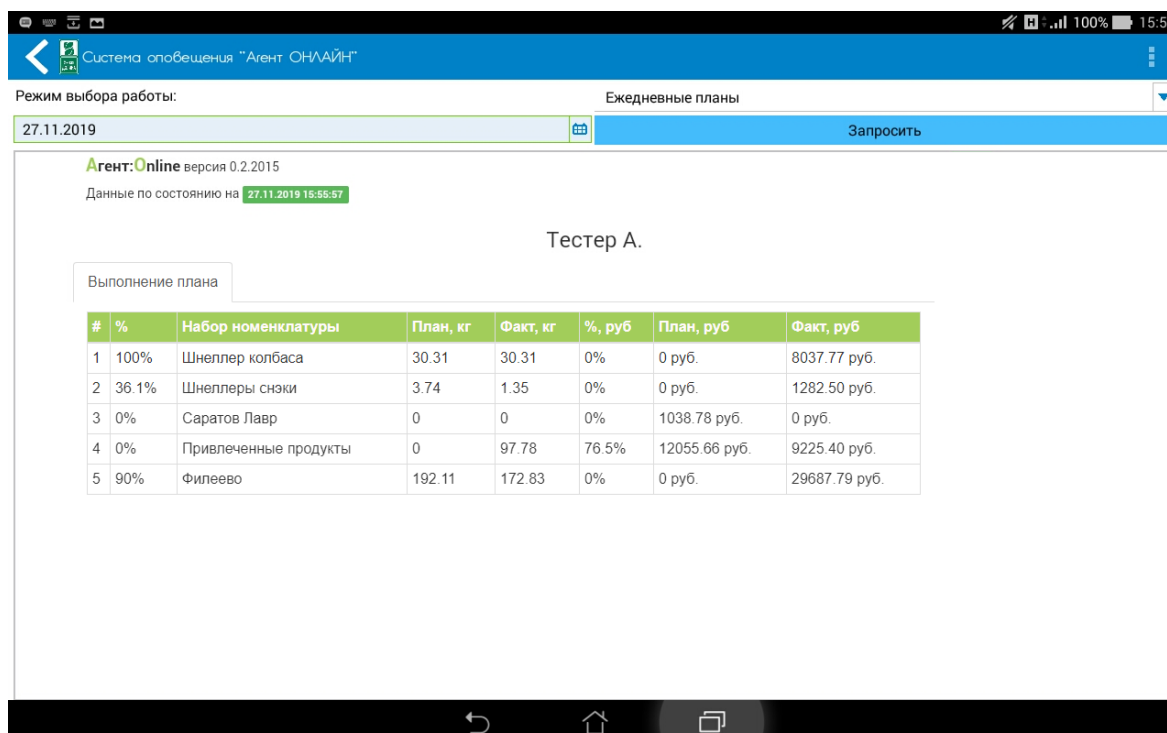 H 100% 15:5
Система оповещения "Агент ОНЛАЙН"
Режим выбора работы: Ежедневные планы
27.11.2019 Запросить
Агент:Online версия 0.2.2015
Данные по состоянию на 27.11.2019 15:55:57
Тестер А.
Выполнение плана
# % Набор номенклатуры План, кг Факт, кг %, руб План, руб Факт, руб
1 100% Шнеллер колбаса 30.31 30.31 0% 0 руб. 8037.77 руб.
2 36.1% Шнеллеры снэки 3.74 1.35 0% 0 руб. 1282.50 руб.
3 0% Саратов Лавр 0 0 0% 1038.78 руб. 0 руб.
4 0% Привлеченные продукты 0 97.78 76.5% 12055.66 руб. 9225.40 руб.
5 90% Филеево 192.11 172.83 0% 0 руб. 29687.79 руб.